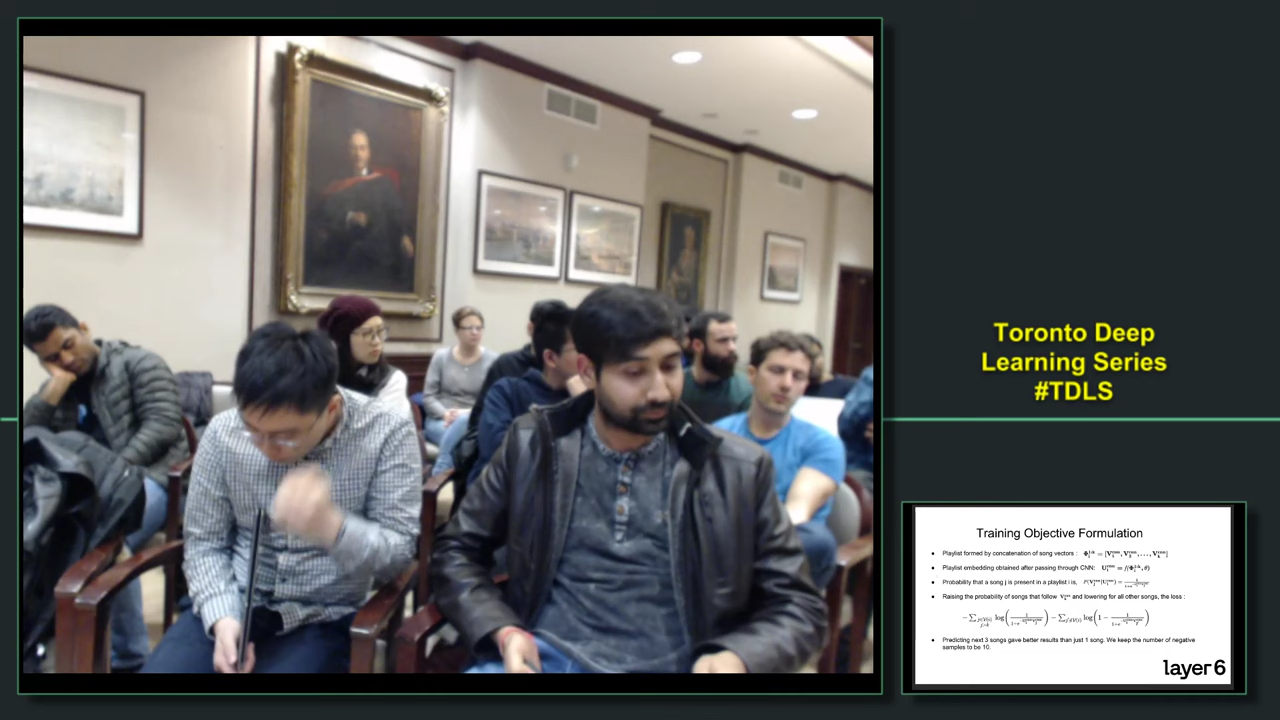 Toronto Deep
Learning Series
#TDLS
Training Objective Formulation
Playlist formed by concatenation of song vectors :
Playlist embedding obtained after passing through CNN:
Probability that a song j is present in a playlist i is,
Raising the probability of songs that follow and lowering for all other songs, the loss :
Predicting next 3 songs gave better results than just 1 song. We keep the number of negative
samples to be 10.
layer 6